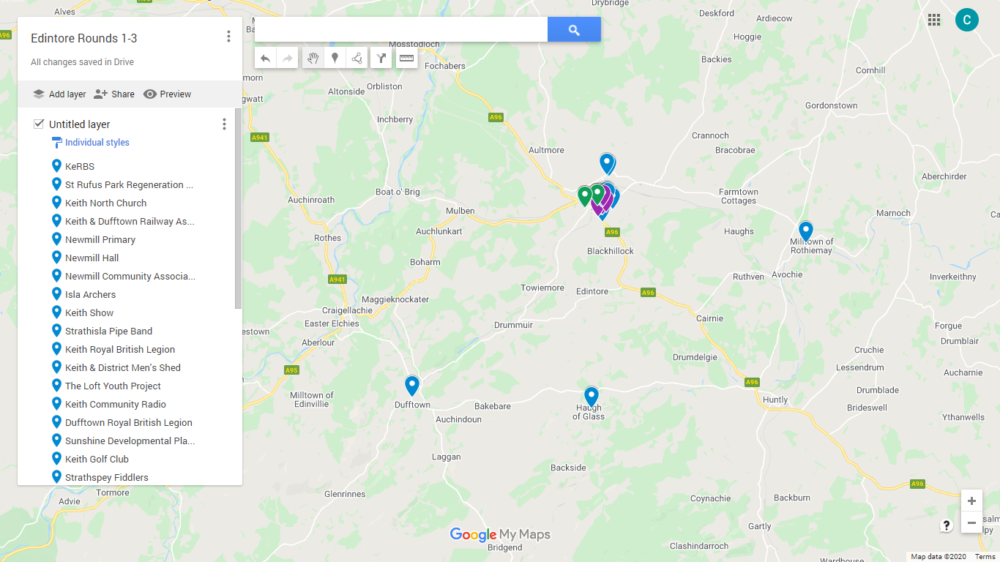 Edintore Rounds 1-3
All changes saved in Drive
Add layer Share Preview
Untitled layer
Individual styles
KeRBS
St Rufus Park Regeneration ...
Keith North Church
Keith & Dufftown Railway As...
Newmill Primary
Newmill Hall
Newmill Community Associa...
Isla Archers
Keith Show
Strathisla Pipe Band
Keith Royal British Legion
Keith & District Men's Shed
The Loft Youth Project
Keith Community Radio
Dufftown Royal British Legion
Sunshine Developmental Pla...
Keith Golf Club
Strathspey Fiddlers
C
Alves
A96
Drybridge
Deskford
Ardiecow
Hoggie
Mosstodloch
Fochabers
Backies
Cornhill
Orbliston
Altonside
Gordonstown
Inchberry
A96
A941
Crannoch
Aultmore
Bracobrae
Aberchirder
Boat o' Brig
Auchinroath
Farmtown
Cottages
Mulben
Marnoch
Auchlunkart
A96
Haughs
Rothes
Milltown of
Rothiemay
Blackhillock
Boharm
A941
Ruthven
Avochie
Inverkeithny
Towiemore
Edintore
A96
Maggieknockater
Craigellachie
Easter Elchies
Cairnie
Drummuir
Forgue
Aberlour
Drumblair
Cruchie
Drumdelgie
Lessendrum
A95
Aucharnie
A96
Drumblade
Milltown of
Edinvillie
Huntly
Dufftown
Bakebare
Haugh
of Glass
Brideswell
Auchindoun
Ythanwells
Laggan
Backside
A96
Tormore
Glenrinnes
Advie
Coynachie
Backburn
Gartly
Google My Maps
Bridgend
Clashindarroch
+
−
?
Map data ©2020 Terms